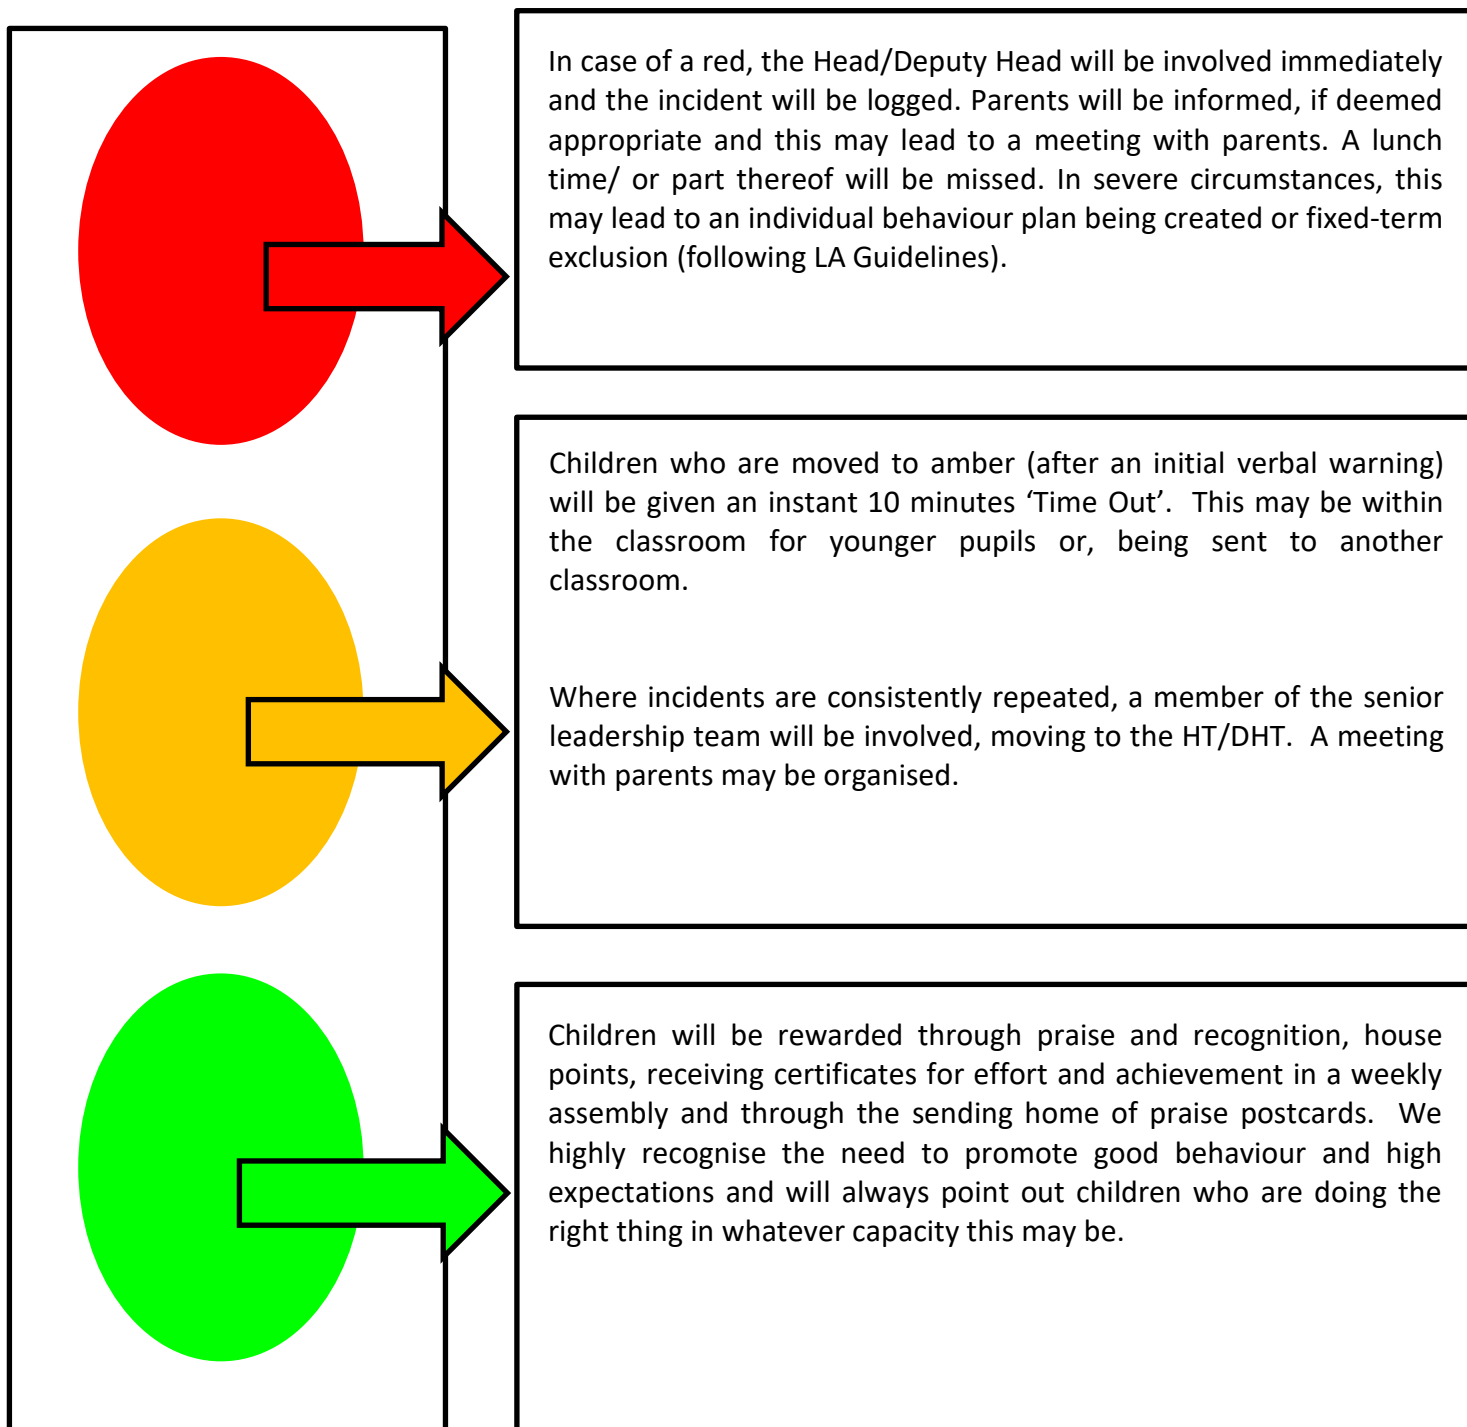 In case of a red, the Head/Deputy Head will be involved immediately
and the incident will be logged. Parents will be informed, if deemed
appropriate and this may lead to a meeting with parents. A lunch
time/ or part thereof will be missed. In severe circumstances, this
may lead to an individual behaviour plan being created or fixed-term
exclusion (following LA Guidelines).
Children who are moved to amber (after an initial verbal warning)
will be given an instant 10 minutes ‘Time Out’.  This may be within
the classroom for younger pupils or, being sent to another
classroom.
Where incidents are consistently repeated, a member of the senior
leadership team will be involved, moving to the HT/DHT.  A meeting
with parents may be organised.
Children will be rewarded through praise and recognition, house
points, receiving certificates for effort and achievement in a weekly
assembly and through the sending home of praise postcards.  We
highly recognise the need to promote good behaviour and high
expectations and will always point out children who are doing the
right thing in whatever capacity this may be.